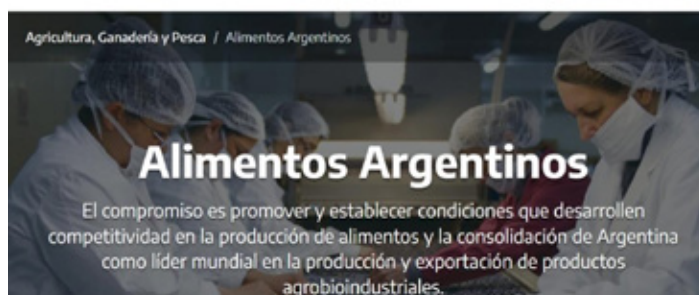 Agricultura, Ganadería y Pesca / Alimentos Argentinos
Alimentos Argentinos
El compromiso es promover y establecer condiciones que desarrollen
competitividad en la producción de alimentos y la consolidación de Argentina
como líder mundial en la producción y exportación de productos
agrobioindustriales.